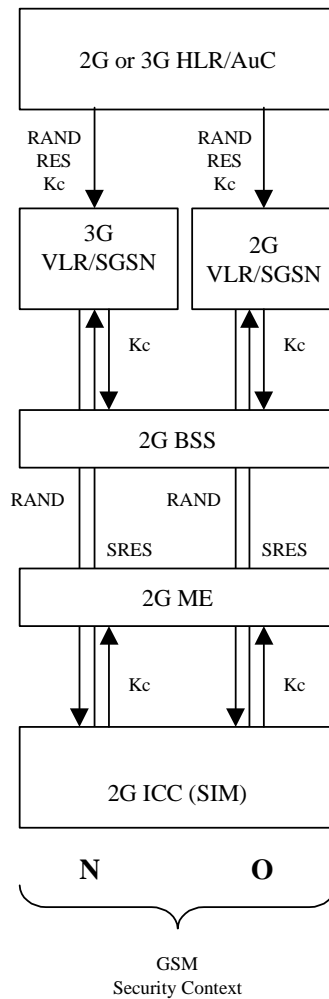 2G or 3G HLR/AuC
RAND
RES
Kc
RAND
RES
Kc
3G
VLR/SGSN
2G
VLR/SGSN
Kc
Kc
2G BSS
RAND
RAND
SRES
SRES
2G ME
Kc
Kc
2G ICC (SIM)
N
O
GSM
Security Context